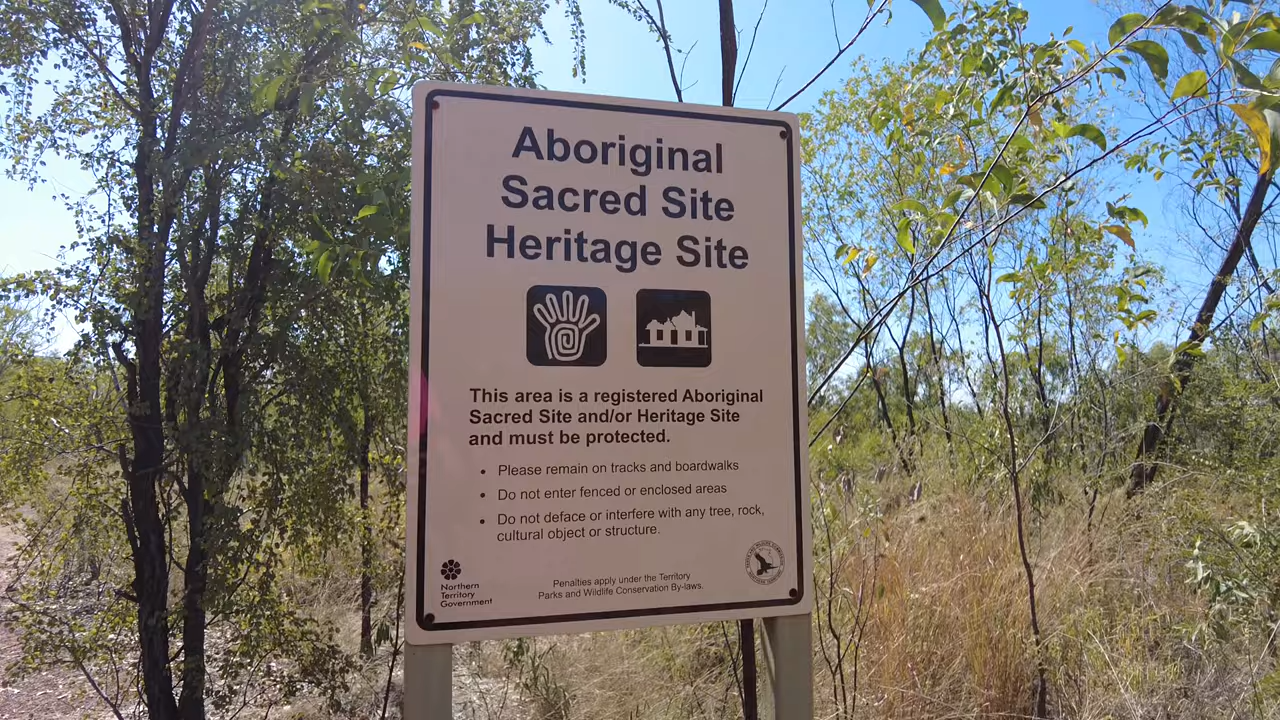 Aboriginal
Sacred Site
Heritage Site
This area is a registered Aboriginal
Sacred Site and/or Heritage Site
and must be protected.
• Please remain on tracks and boardwalks
• Do not enter fenced or enclosed areas
• Do not deface or interfere with any tree, rock,
cultural object or structure.
Northern
Territory
Government
Penalties apply under the Territory
Parks and Wildlife Conservation By-laws.